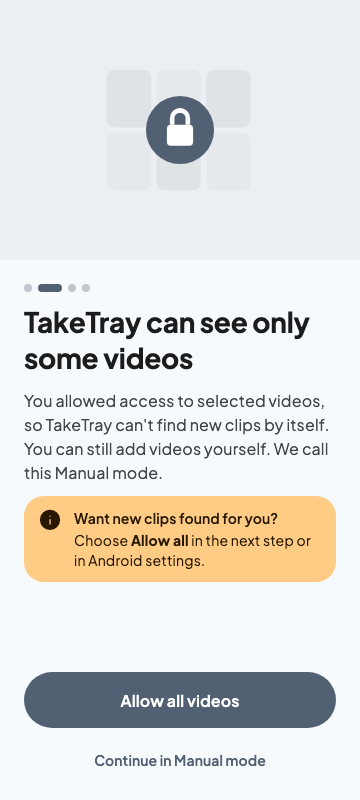 TakeTray can see only
some videos
You allowed access to selected videos,
so TakeTray can't find new clips by itself.
You can still add videos yourself. We call
this Manual mode.
Want new clips found for you?
Choose Allow all in the next step or
in Android settings.
Allow all videos
Continue in Manual mode